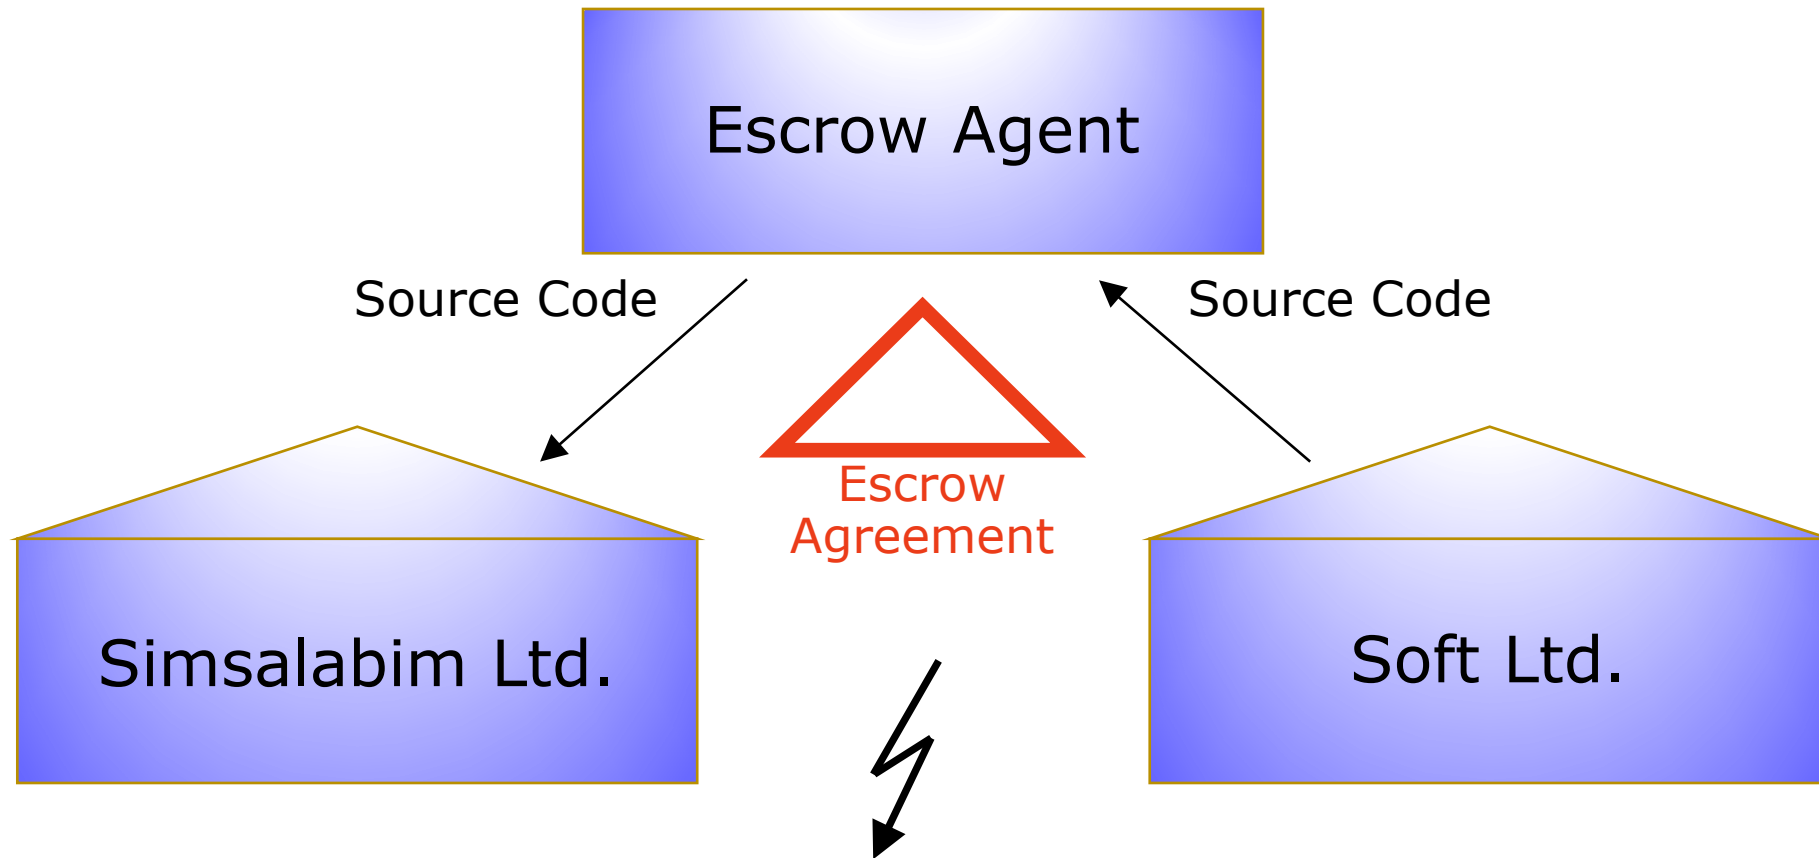 Escrow Agent
Source Code
Source Code
Escrow
Agreement
Simsalabim Ltd.
Soft Ltd.